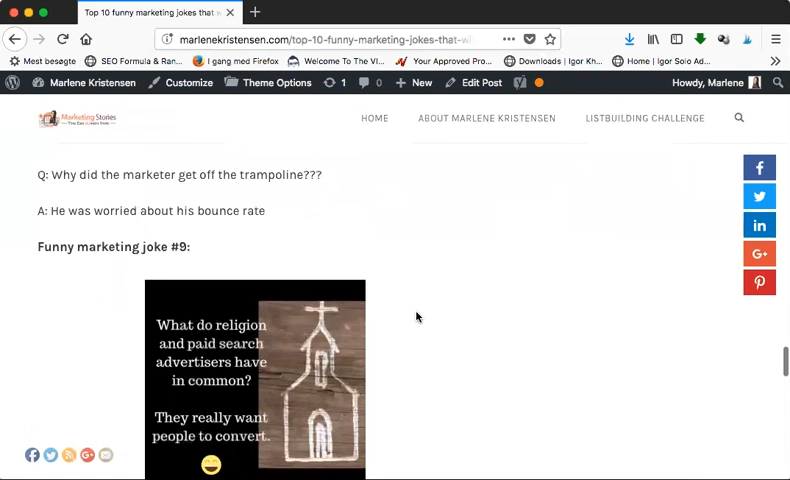 Top 10 funny marketing jokes that w
marlenekristensen.com/top-10-funny-marketing-jokes-that-wi
Mest besøgte
SEO Formula & Ran...
I gang med Firefox
Welcome To The VI...
Your Approved Pro...
Downloads | Igor Kh...
Home | Igor Solo Ad...
Marlene Kristensen
Customize
Theme Options
1
0
New
Edit Post
Howdy, Marlene
Marketing Stories
HOME
ABOUT MARLENE KRISTENSEN
LISTBUILDING CHALLENGE
Q: Why did the marketer get off the trampoline???
A: He was worried about his bounce rate
Funny marketing joke #9:
What do religion
and paid search
advertisers have
in common?
They really want
people to convert.